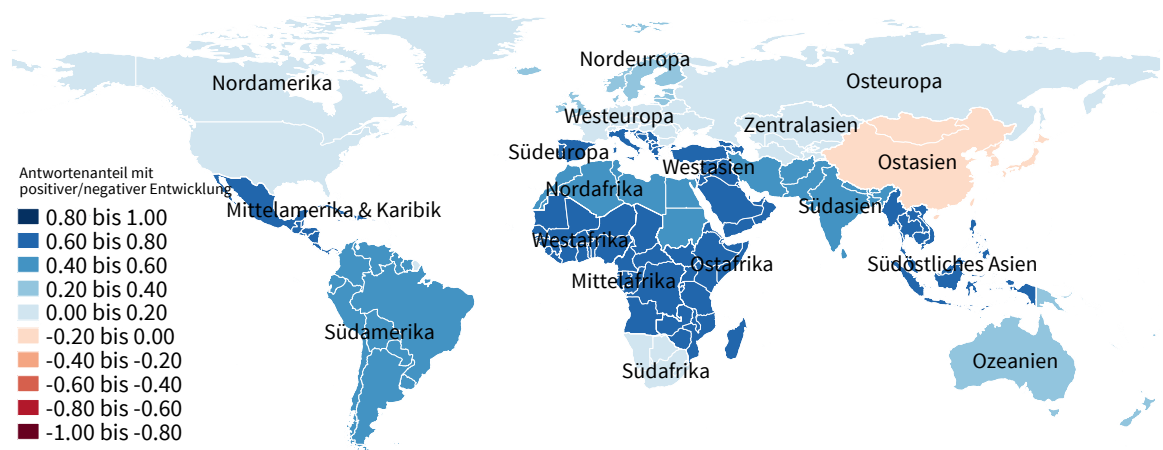 Nordamerika
Nordeuropa
Osteuropa
Westeuropa
Zentralasien
Südeuropa
Westasien
Ostasien
Nordafrika
Südasien
Mittelamerika & Karibik
Westafrika
Ostafrika
Südöstliches Asien
Mittelafrika
Südamerika
Südafrika
Ozeanien
Antwortenanteil mit
positiver/negativer Entwicklung
0.80 bis 1.00
0.60 bis 0.80
0.40 bis 0.60
0.20 bis 0.40
0.00 bis 0.20
-0.20 bis 0.00
-0.40 bis -0.20
-0.60 bis -0.40
-0.80 bis -0.60
-1.00 bis -0.80